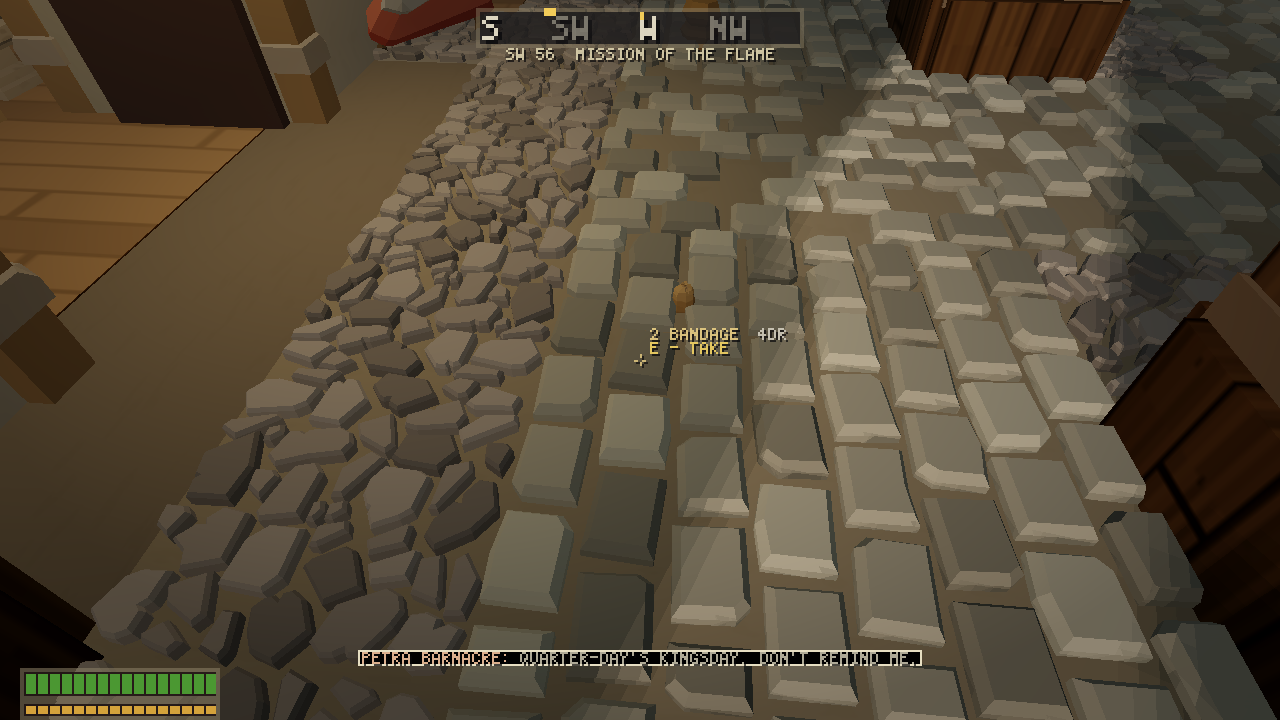 S SW W NW
SW 56 MISSION OF THE FLAME
2 BANDAGE 4DR
E - TAKE
PETRA BARNACRE: QUARTER-DAY'S KINGSDAY. DON'T REMIND ME.